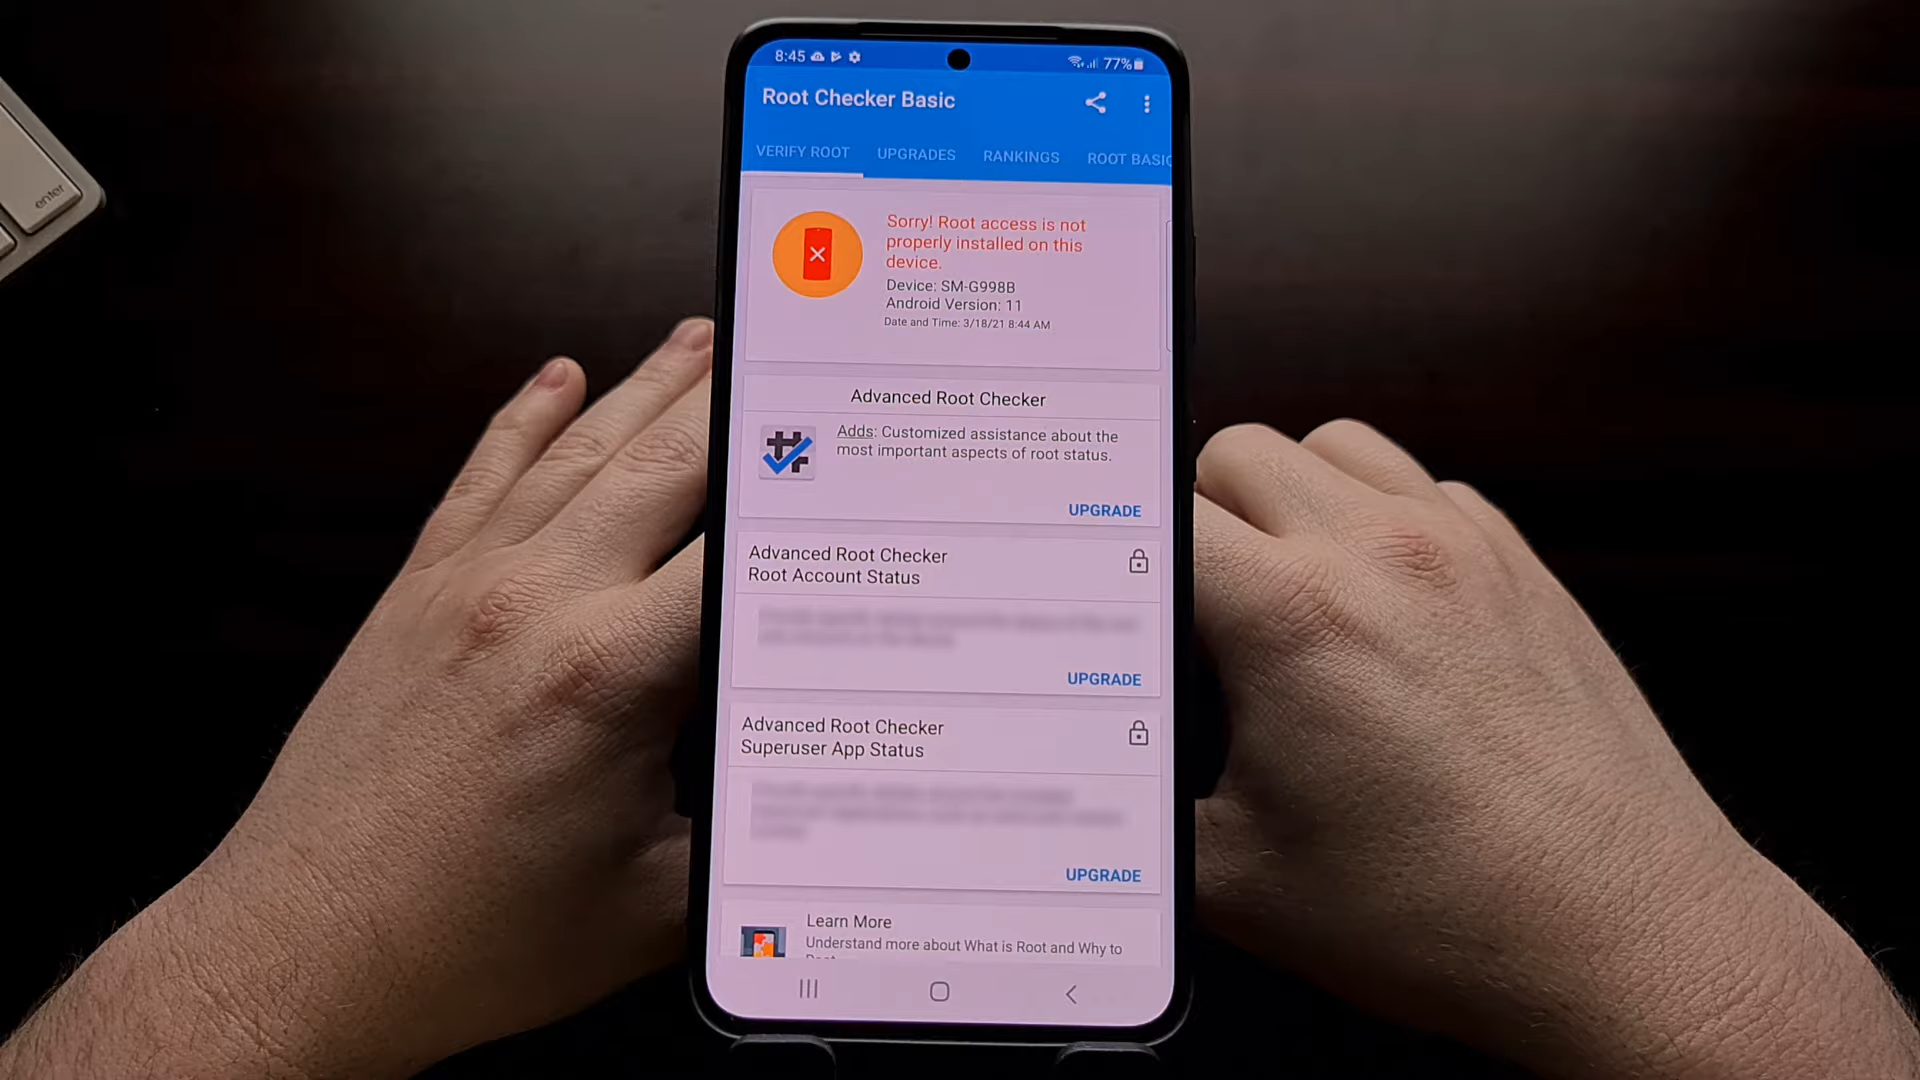 enter
8:45
77%
Root Checker Basic
VERIFY ROOT
UPGRADES
RANKINGS
ROOT BASIC
Sorry! Root access is not
properly installed on this
device.
Device: SM-G998B
Android Version: 11
Date and Time: 3/18/21 8:44 AM
Advanced Root Checker
Adds: Customized assistance about the
most important aspects of root status.
UPGRADE
Advanced Root Checker
Root Account Status
UPGRADE
Advanced Root Checker
Superuser App Status
UPGRADE
Learn More
Understand more about What is Root and Why to